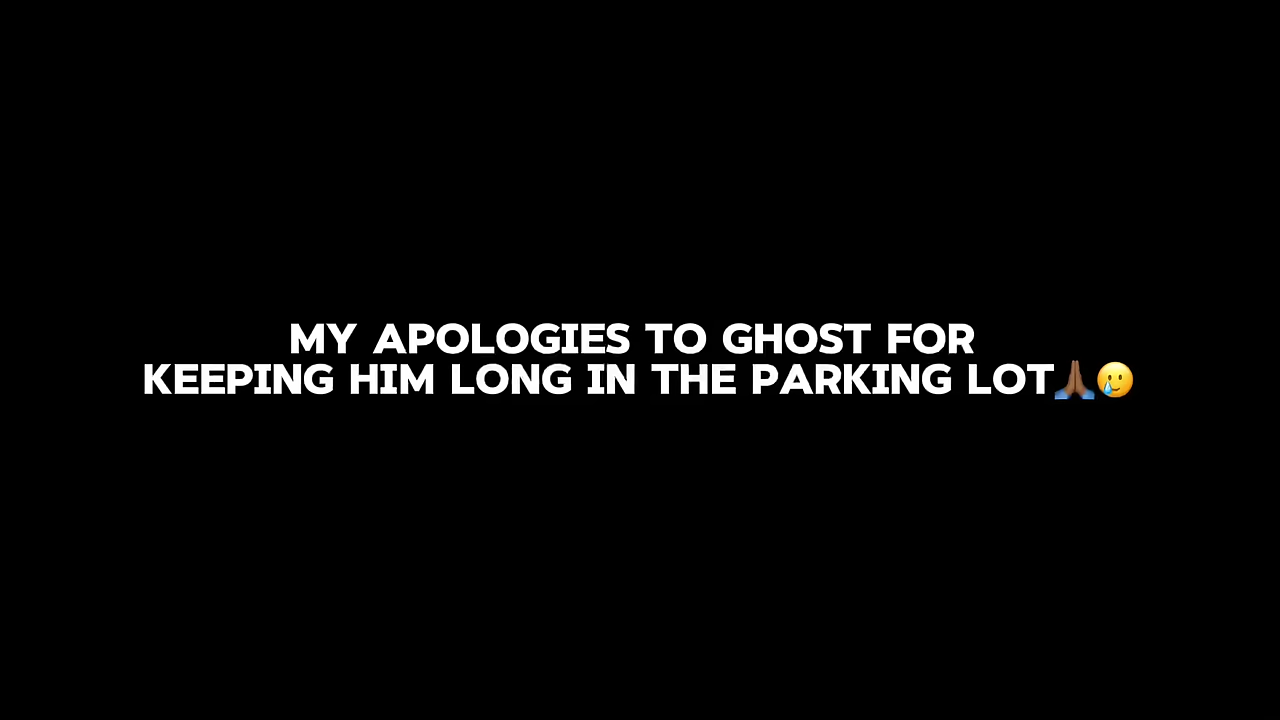 MY APOLOGIES TO GHOST FOR
KEEPING HIM LONG IN THE PARKING LOT🙏🏾🥲